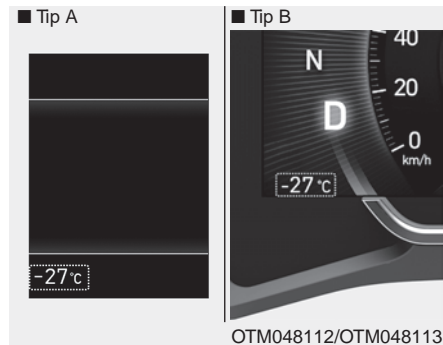 ■ Tip A
-27°c
■ Tip B
40
N
20
D
0
km/h
-27°c
OTM048112/OTM048113